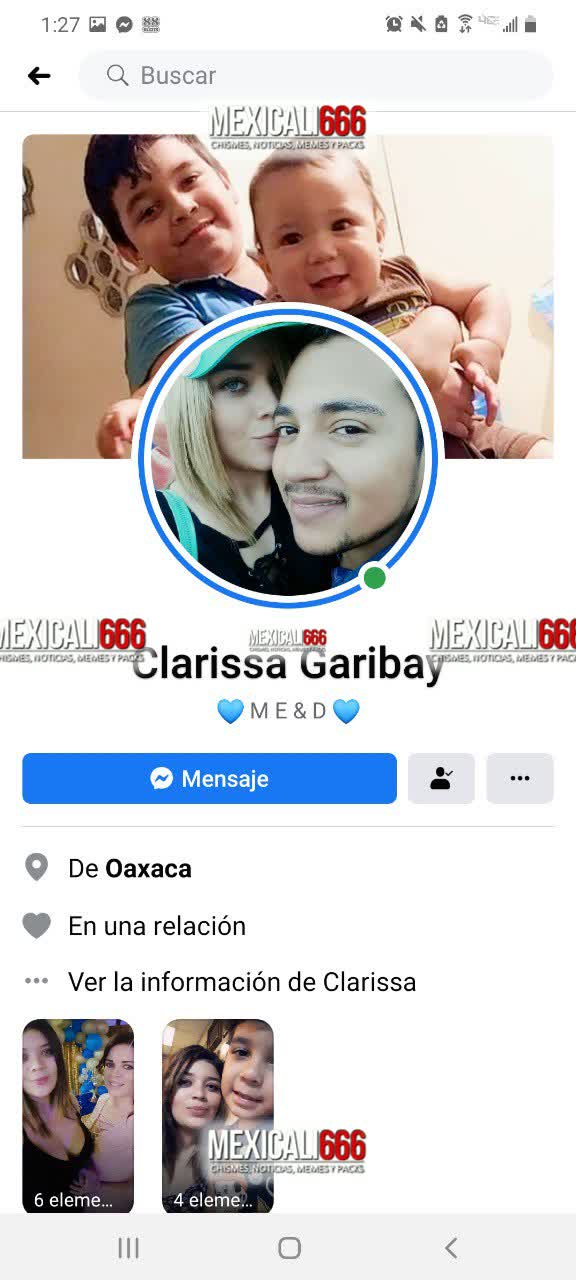 1:27
Buscar
MEXICALI666
CHISMES, NOTICIAS, MEMES Y PACKS
MEXICALI666
CHISMES, NOTICIAS, MEMES Y PACKS
MEXICALI666
MEXICALI666
CHISMES, NOTICIAS, MEMES Y PACKS
Clarissa Garibay
💙 M E & D 💙
Mensaje
De Oaxaca
En una relación
Ver la información de Clarissa
MEXICALI666
CHISMES, NOTICIAS, MEMES Y PACKS
6 eleme...
4 eleme...